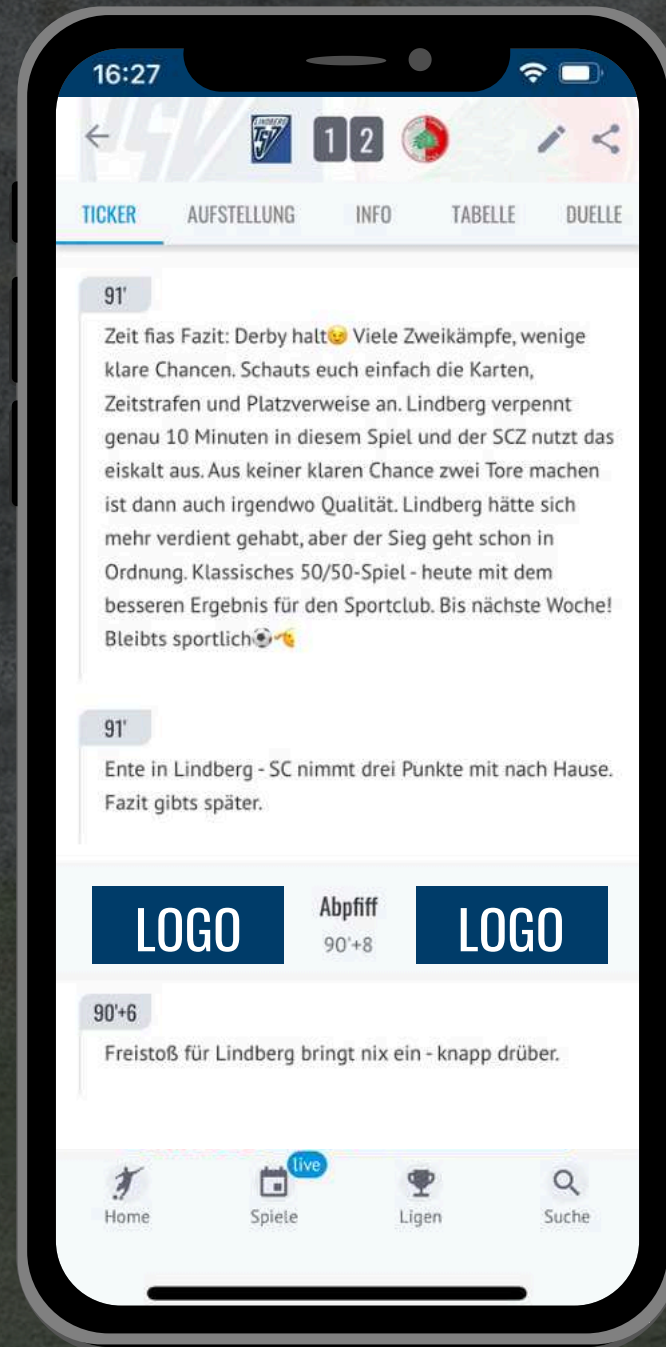 16:27
LINDBERG
TSV
1 2
TICKER AUFSTELLUNG INFO TABELLE DUELLE
91'
Zeit fias Fazit: Derby halt😉 Viele Zweikämpfe, wenige
klare Chancen. Schauts euch einfach die Karten,
Zeitstrafen und Platzverweise an. Lindberg verpennt
genau 10 Minuten in diesem Spiel und der SCZ nutzt das
eiskalt aus. Aus keiner klaren Chance zwei Tore machen
ist dann auch irgendwo Qualität. Lindberg hätte sich
mehr verdient gehabt, aber der Sieg geht schon in
Ordnung. Klassisches 50/50-Spiel - heute mit dem
besseren Ergebnis für den Sportclub. Bis nächste Woche!
Bleibts sportlich⚽🫡
91'
Ente in Lindberg - SC nimmt drei Punkte mit nach Hause.
Fazit gibts später.
LOGO Abpfiff LOGO
90'+8
90'+6
Freistoß für Lindberg bringt nix ein - knapp drüber.
live
Home Spiele Ligen Suche